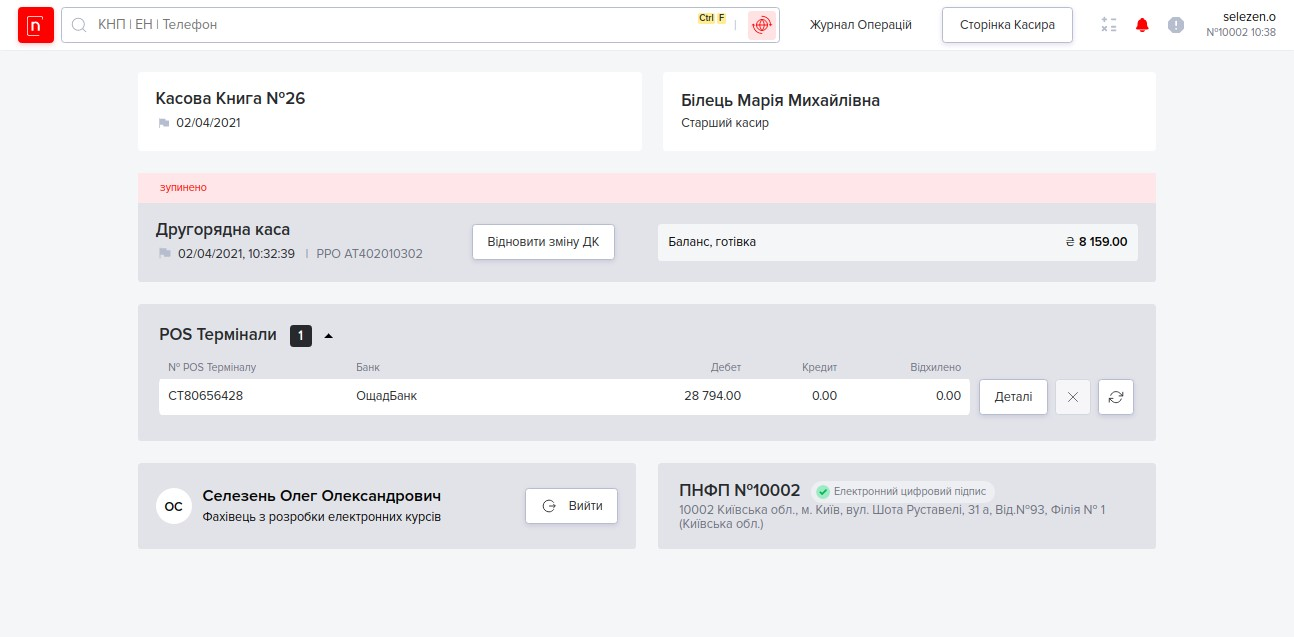 n
КНП | ЕН | Телефон
Ctrl F
Журнал Операцій
Сторінка Касира
selezen.o
№10002 10:38
Касова Книга №26
02/04/2021
Білець Марія Михайлівна
Старший касир
зупинено
Другорядна каса
02/04/2021, 10:32:39 | РРО АТ402010302
Відновити зміну ДК
Баланс, готівка ₴ 8 159.00
POS Термінали 1
№ POS Терміналу Банк Дебет Кредит Відхилено
СТ80656428 ОщадБанк 28 794.00 0.00 0.00 Деталі
ОС
Селезень Олег Олександрович
Фахівець з розробки електронних курсів
Вийти
ПНФП №10002 Електронний цифровий підпис
10002 Київська обл., м. Київ, вул. Шота Руставелі, 31 а, Від.№93, Філія № 1
(Київська обл.)